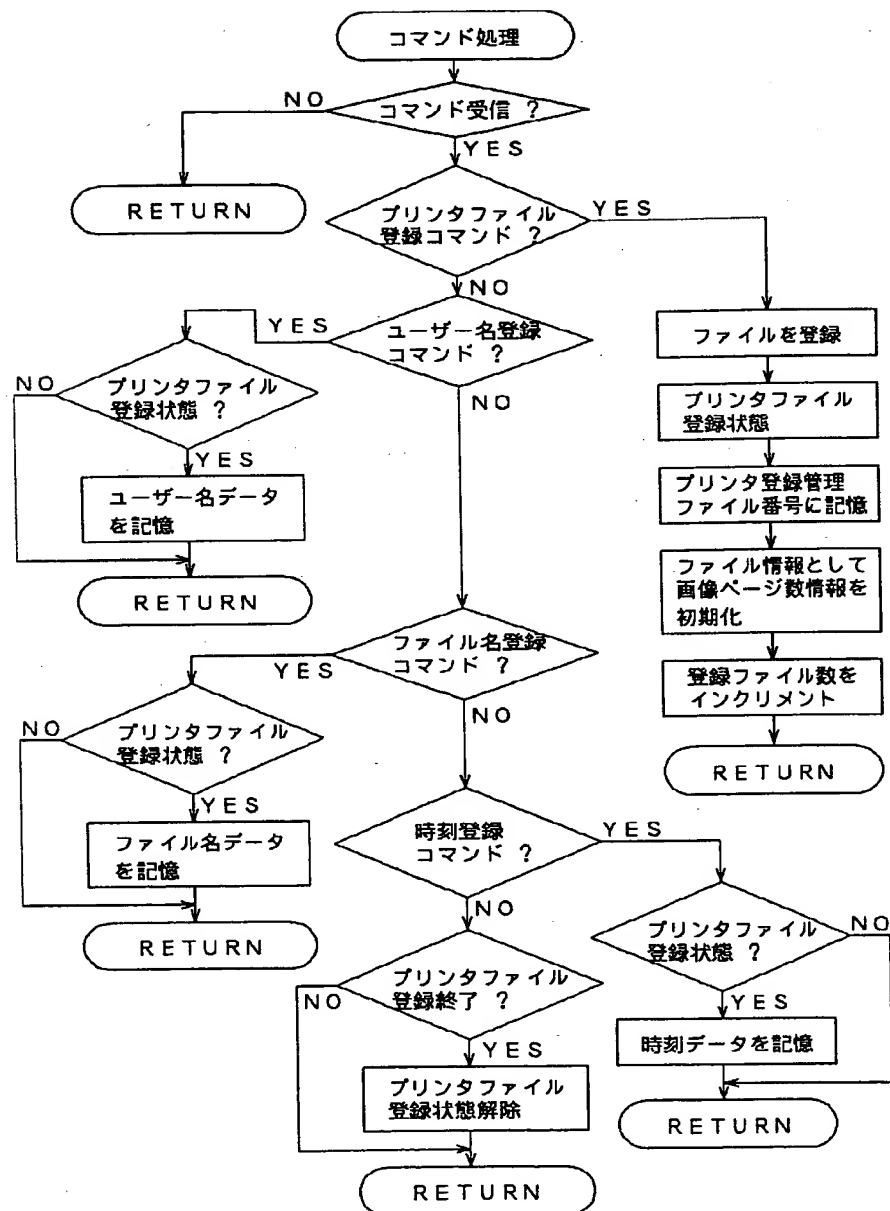 コマンド処理
コマンド受信 ?
NO
YES
RETURN
プリンタファイル
登録コマンド ?
YES
NO
ファイルを登録
プリンタファイル
登録状態
プリンタ登録管理
ファイル番号に記憶
ファイル情報として
画像ページ数情報を
初期化
登録ファイル数を
インクリメント
RETURN
ユーザー名登録
コマンド ?
YES
NO
プリンタファイル
登録状態 ?
NO
YES
ユーザー名データ
を記憶
RETURN
ファイル名登録
コマンド ?
YES
NO
プリンタファイル
登録状態 ?
NO
YES
ファイル名データ
を記憶
RETURN
時刻登録
コマンド ?
YES
NO
プリンタファイル
登録状態 ?
NO
YES
時刻データを記憶
RETURN
プリンタファイル
登録終了 ?
NO
YES
プリンタファイル
登録状態解除
RETURN